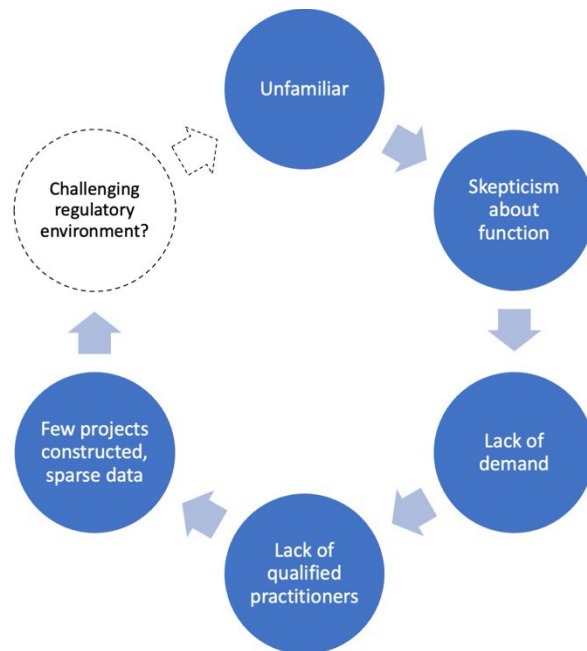 Unfamiliar
Skepticism
about
function
Lack of
demand
Lack of
qualified
practitioners
Few projects
constructed,
sparse data
Challenging
regulatory
environment?